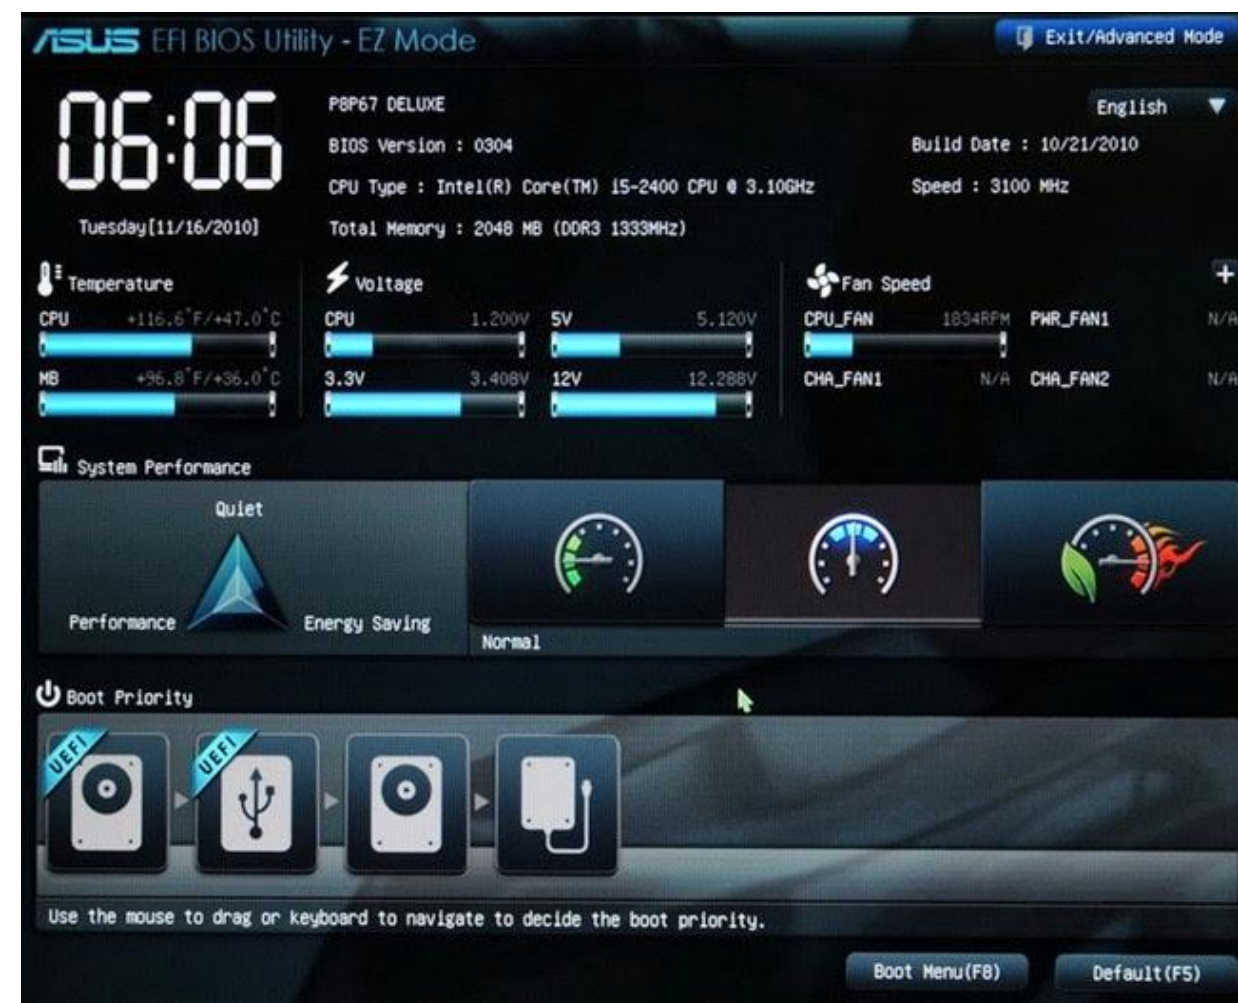 ASUS EFI BIOS Utility - EZ Mode
Exit/Advanced Mode
06:06
Tuesday[11/16/2010]
P8P67 DELUXE
English
BIOS Version : 0304
Build Date : 10/21/2010
CPU Type : Intel(R) Core(TM) i5-2400 CPU @ 3.10GHz
Speed : 3100 MHz
Total Memory : 2048 MB (DDR3 1333MHz)
Temperature
CPU +116.6°F/+47.0°C
MB +96.8°F/+36.0°C
Voltage
CPU 1.200V 5V 5.120V
3.3V 3.408V 12V 12.288V
Fan Speed
CPU_FAN 1834RPM PWR_FAN1 N/A
CHA_FAN1 N/A CHA_FAN2 N/A
System Performance
Quiet
Performance
Energy Saving
Normal
Boot Priority
UEFI
UEFI
Use the mouse to drag or keyboard to navigate to decide the boot priority.
Boot Menu(F8)
Default(F5)